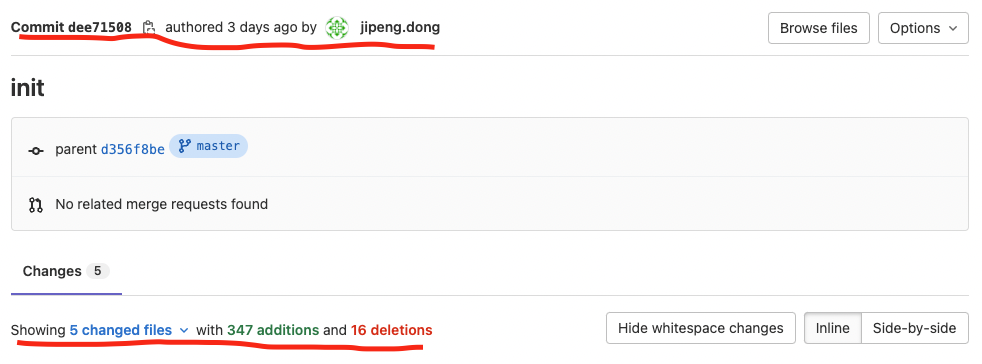 Commit dee71508 authored 3 days ago by jipeng.dong Browse files Options
init
parent d356f8be master
No related merge requests found
Changes 5
Showing 5 changed files with 347 additions and 16 deletions Hide whitespace changes Inline Side-by-side